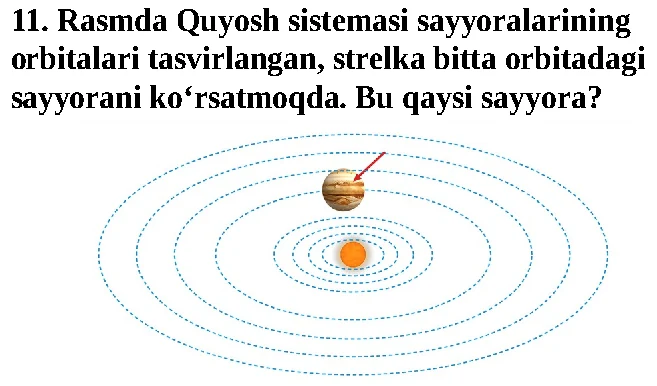 11. Rasmda Quyosh sistemasi sayyoralarining
orbitalari tasvirlangan, strelka bitta orbitadagi
sayyorani ko‘rsatmoqda. Bu qaysi sayyora?